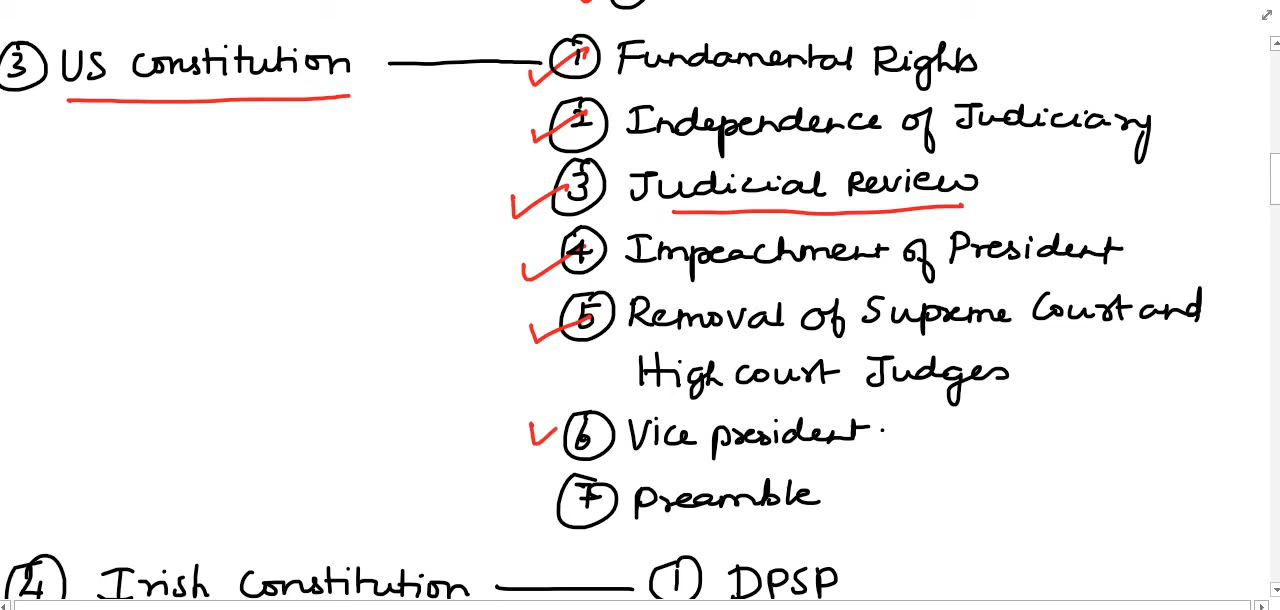 ③ US constitution — ① Fundamental Rights
② Independence of Judiciary
③ Judicial Review
④ Impeachment of President
⑤ Removal of Supreme Court and
High court Judges
⑥ Vice president.
⑦ preamble
④ Irish Constitution — ① DPSP